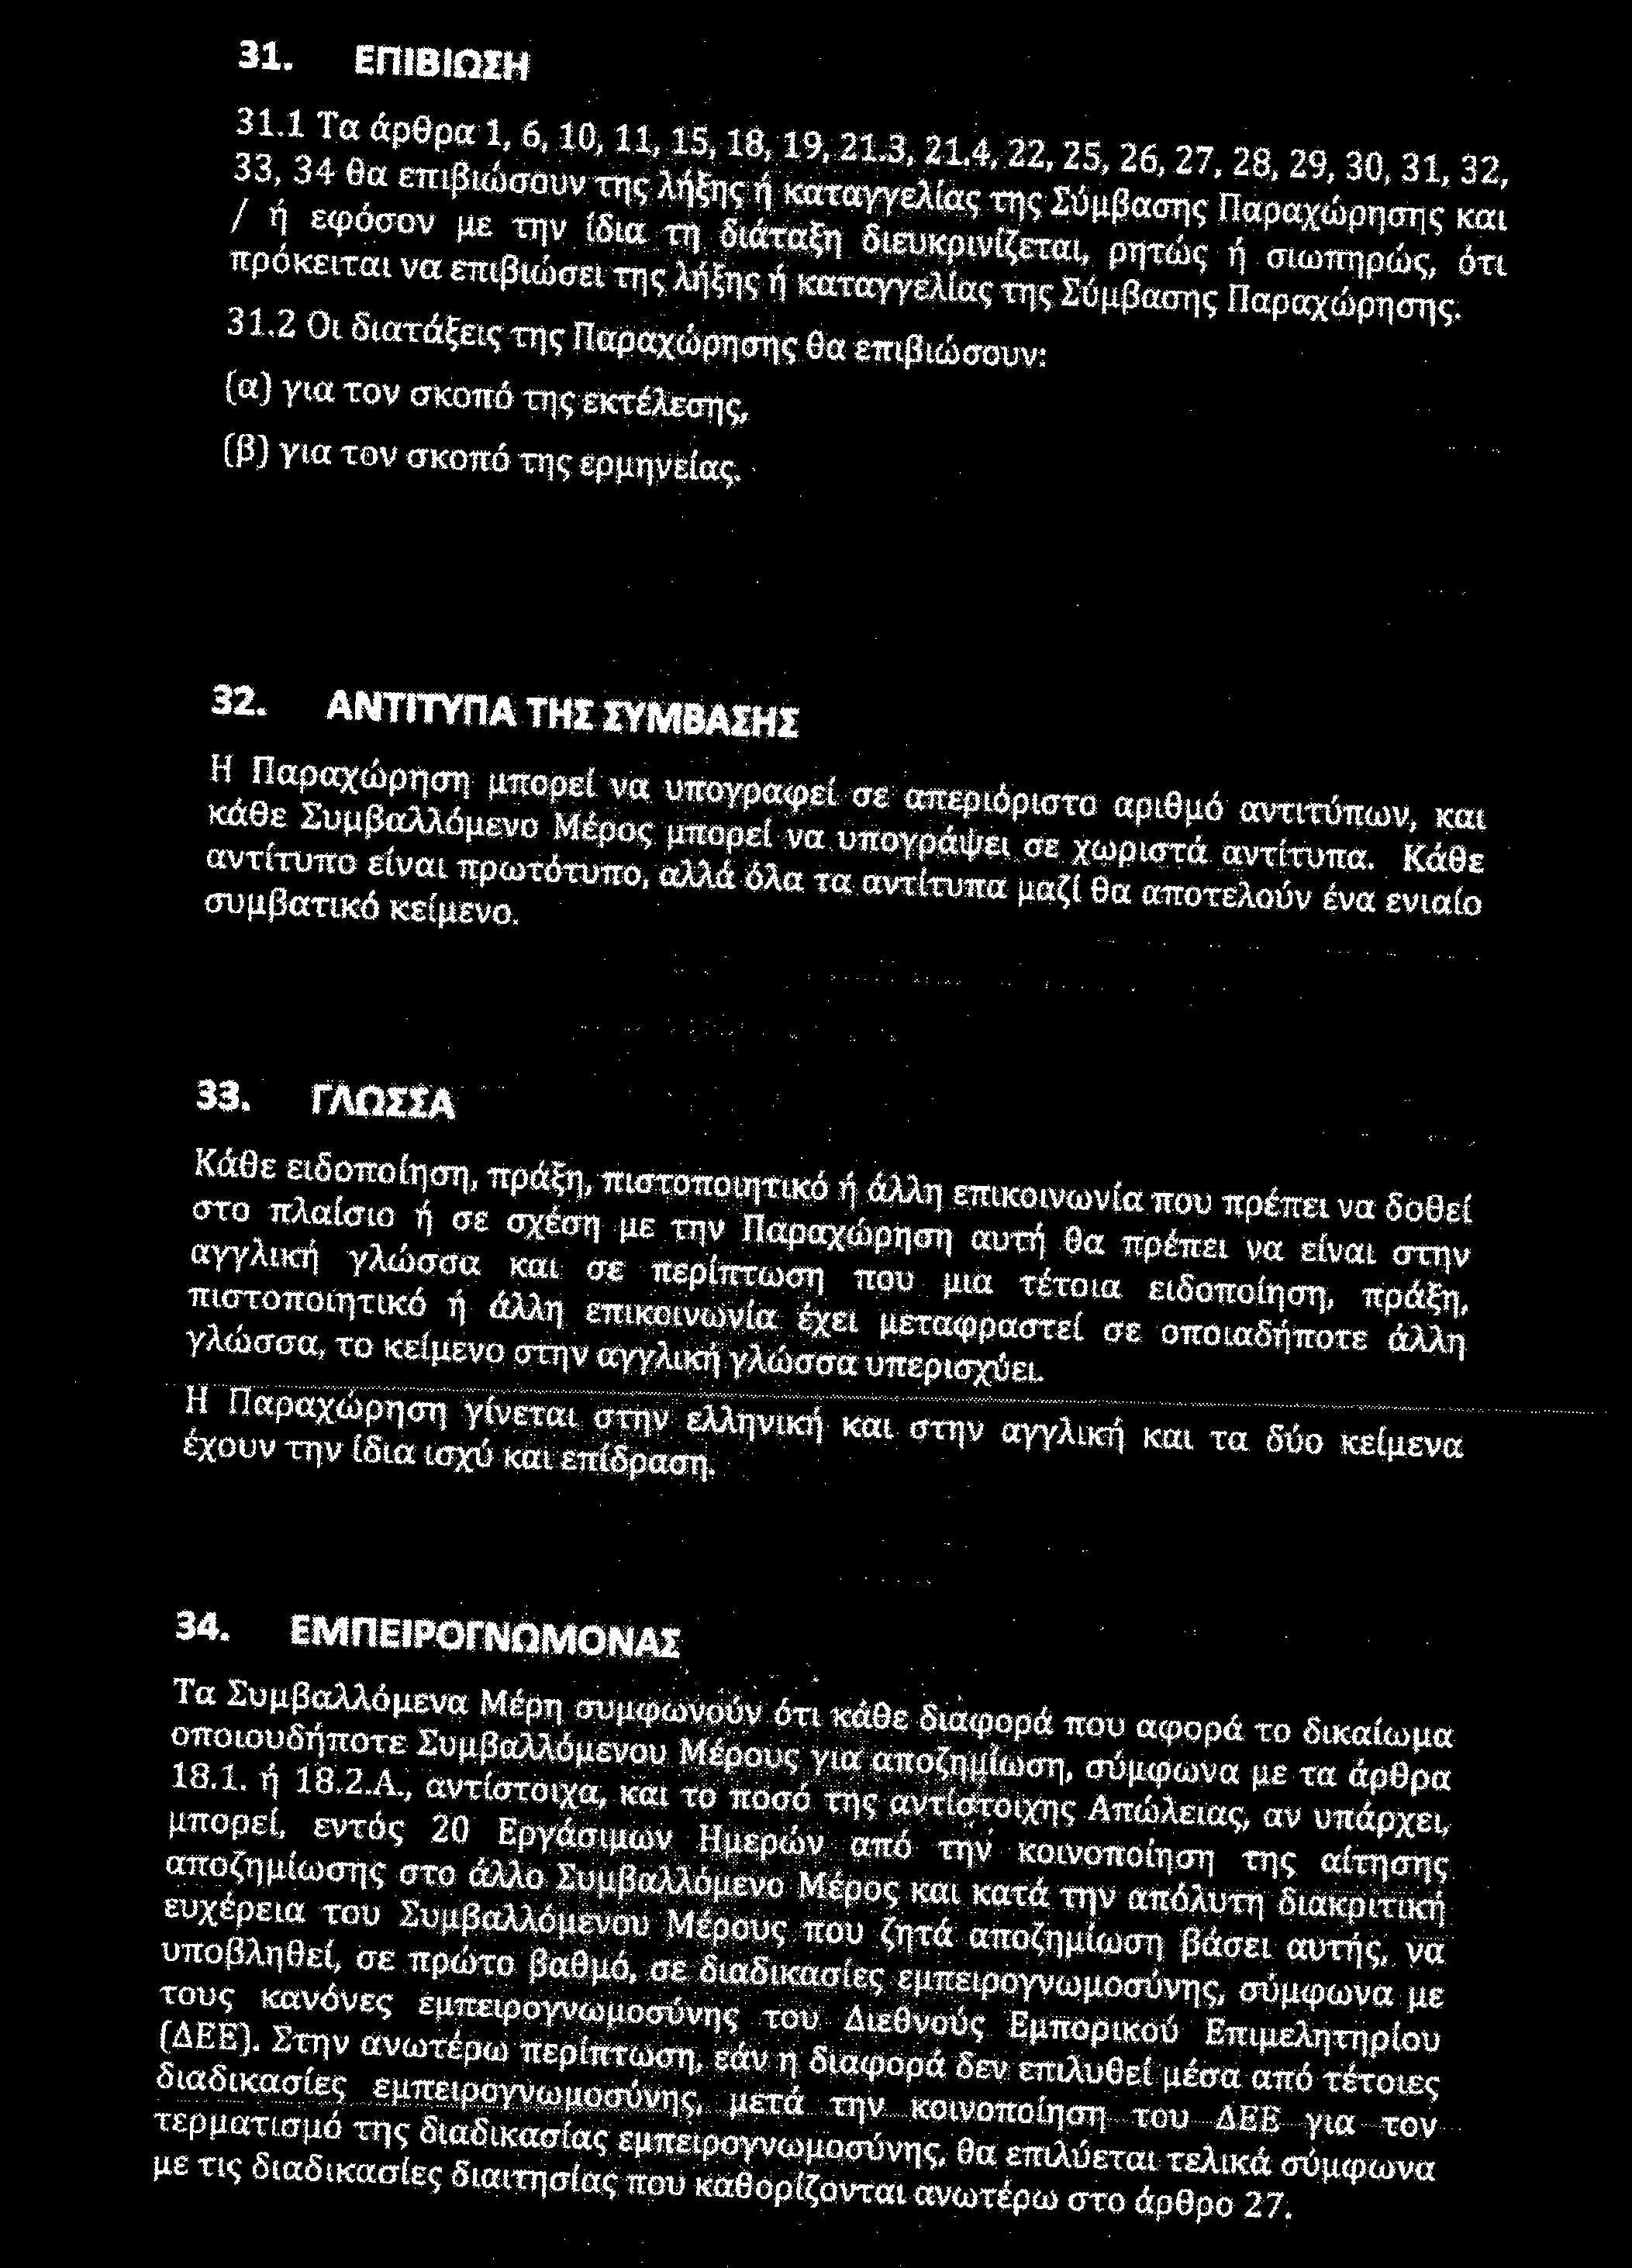 31. ΕΠΙΒΙΩΣΗ
31.1 Τα άρθρα 1, 6, 10, 11, 15, 18, 19, 21.3, 21.4, 22, 25, 26, 27, 28, 29, 30, 31, 32,
33, 34 θα επιβιώσουν της λήξης ή καταγγελίας της Σύμβασης Παραχώρησης και
/ ή εφόσον με την ίδια τη διάταξη διευκρινίζεται, ρητώς ή σιωπηρώς, ότι
πρόκειται να επιβιώσει της λήξης ή καταγγελίας της Σύμβασης Παραχώρησης.
31.2 Οι διατάξεις της Παραχώρησης θα επιβιώσουν:
(α) για τον σκοπό της εκτέλεσης,
(β) για τον σκοπό της ερμηνείας.
32. ΑΝΤΙΤΥΠΑ ΤΗΣ ΣΥΜΒΑΣΗΣ
Η Παραχώρηση μπορεί να υπογραφεί σε απεριόριστο αριθμό αντιτύπων, και
κάθε Συμβαλλόμενο Μέρος μπορεί να υπογράψει σε χωριστά αντίτυπα. Κάθε
αντίτυπο είναι πρωτότυπο, αλλά όλα τα αντίτυπα μαζί θα αποτελούν ένα ενιαίο
συμβατικό κείμενο.
33. ΓΛΩΣΣΑ
Κάθε ειδοποίηση, πράξη, πιστοποιητικό ή άλλη επικοινωνία που πρέπει να δοθεί
στο πλαίσιο ή σε σχέση με την Παραχώρηση αυτή θα πρέπει να είναι στην
αγγλική γλώσσα και σε περίπτωση που μια τέτοια ειδοποίηση, πράξη,
πιστοποιητικό ή άλλη επικοινωνία έχει μεταφραστεί σε οποιαδήποτε άλλη
γλώσσα, το κείμενο στην αγγλική γλώσσα υπερισχύει.
Η Παραχώρηση γίνεται στην ελληνική και στην αγγλική και τα δύο κείμενα
έχουν την ίδια ισχύ και επίδραση.
34. ΕΜΠΕΙΡΟΓΝΩΜΟΝΑΣ
Τα Συμβαλλόμενα Μέρη συμφωνούν ότι κάθε διαφορά που αφορά το δικαίωμα
οποιουδήποτε Συμβαλλόμενου Μέρους για αποζημίωση, σύμφωνα με τα άρθρα
18.1. ή 18.2.Α., αντίστοιχα, και το ποσό της αντίστοιχης Απώλειας, αν υπάρχει,
μπορεί, εντός 20 Εργάσιμων Ημερών από την κοινοποίηση της αίτησης
αποζημίωσης στο άλλο Συμβαλλόμενο Μέρος και κατά την απόλυτη διακριτική
ευχέρεια του Συμβαλλόμενου Μέρους που ζητά αποζημίωση βάσει αυτής, να
υποβληθεί, σε πρώτο βαθμό, σε διαδικασίες εμπειρογνωμοσύνης, σύμφωνα με
τους κανόνες εμπειρογνωμοσύνης του Διεθνούς Εμπορικού Επιμελητηρίου
(ΔΕΕ). Στην ανωτέρω περίπτωση, εάν η διαφορά δεν επιλυθεί μέσα από τέτοιες
διαδικασίες εμπειρογνωμοσύνης, μετά την κοινοποίηση του ΔΕΕ για τον
τερματισμό της διαδικασίας εμπειρογνωμοσύνης, θα επιλύεται τελικά σύμφωνα
με τις διαδικασίες διαιτησίας που καθορίζονται ανωτέρω στο άρθρο 27.